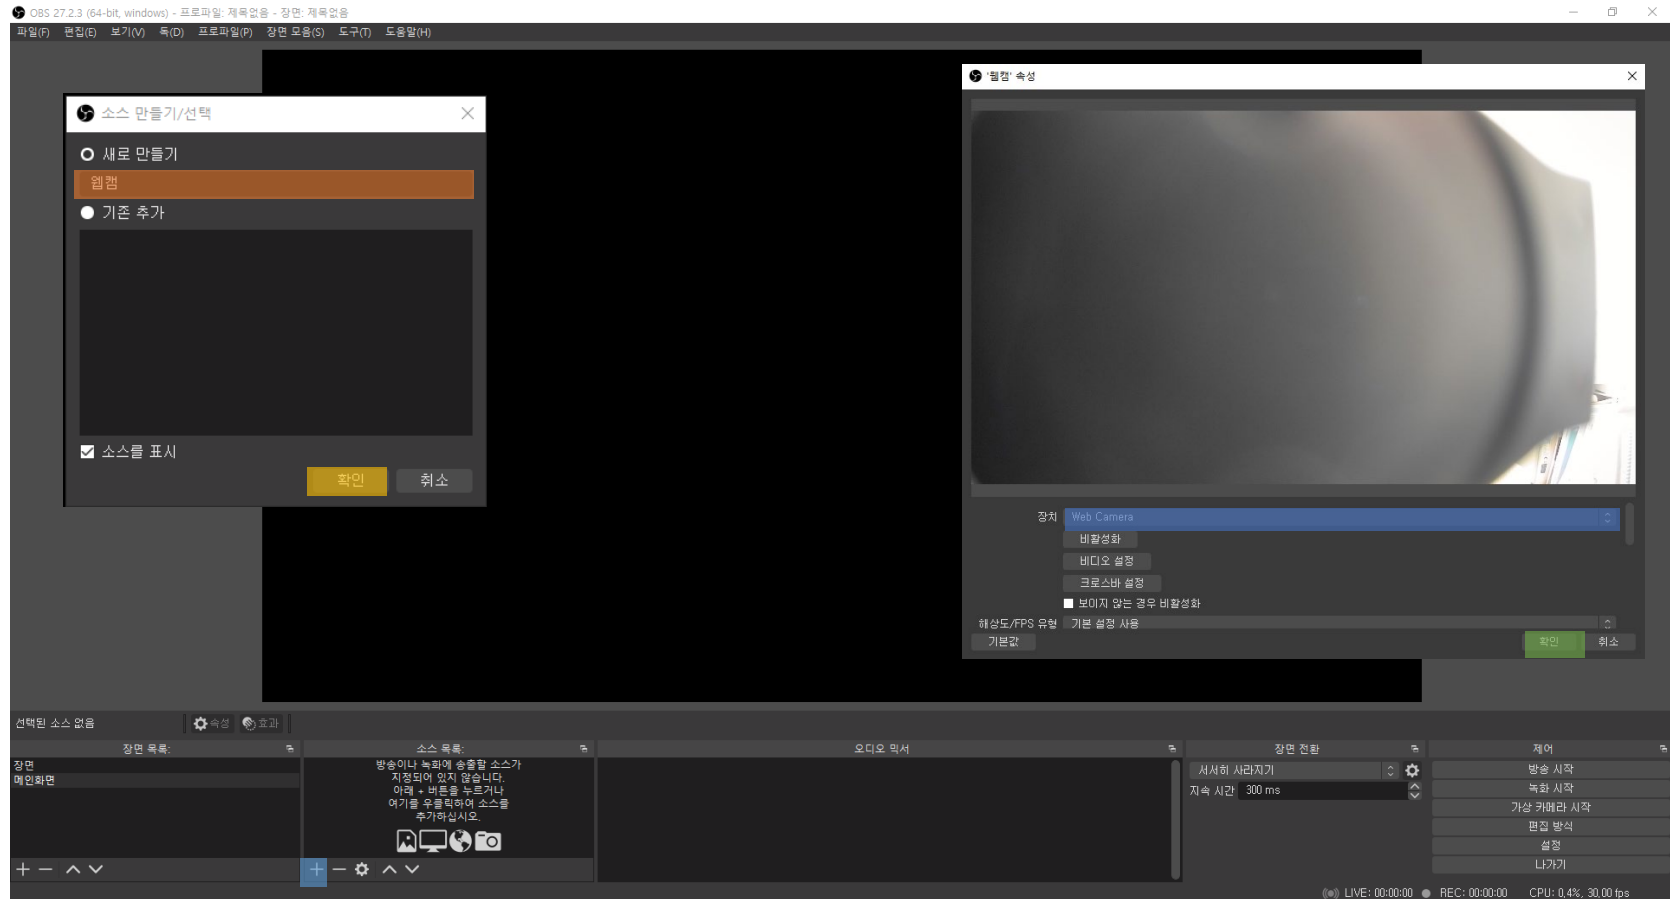 OBS 27.2.3 (64-bit, windows) - 프로파일: 제목없음 - 장면: 제목없음
파일(F) 편집(E) 보기(V) 독(D) 프로파일(P) 장면 모음(S) 도구(T) 도움말(H)
소스 만들기/선택
새로 만들기
웹캠
기존 추가
소스를 표시
확인 취소
'웹캠' 속성
장치 Web Camera
비활성화
비디오 설정
크로스바 설정
보이지 않는 경우 비활성화
해상도/FPS 유형 기본 설정 사용
기본값 확인 취소
선택된 소스 없음 속성 효과
장면 목록:
장면
메인화면
소스 목록:
방송이나 녹화에 송출할 소스가
지정되어 있지 않습니다.
아래 + 버튼을 누르거나
여기를 우클릭하여 소스를
추가하십시오.
오디오 믹서
장면 전환
서서히 사라지기
지속 시간 300 ms
제어
방송 시작
녹화 시작
가상 카메라 시작
편집 방식
설정
나가기
LIVE: 00:00:00 REC: 00:00:00 CPU: 0.4%, 30.00 fps